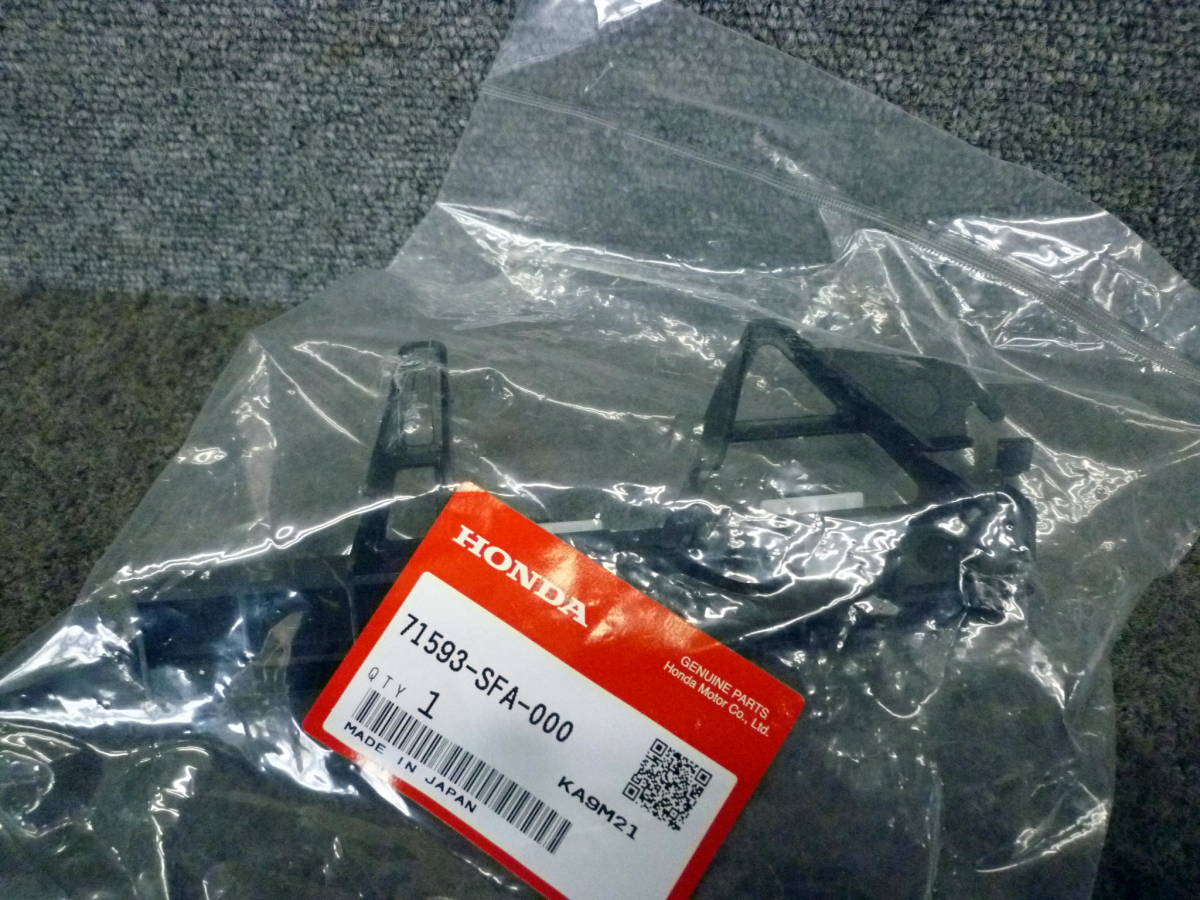 HONDA
GENUINE PARTS
Honda Motor Co., Ltd.
71593-SFA-000
QTY 1
KA9M21
MADE IN JAPAN